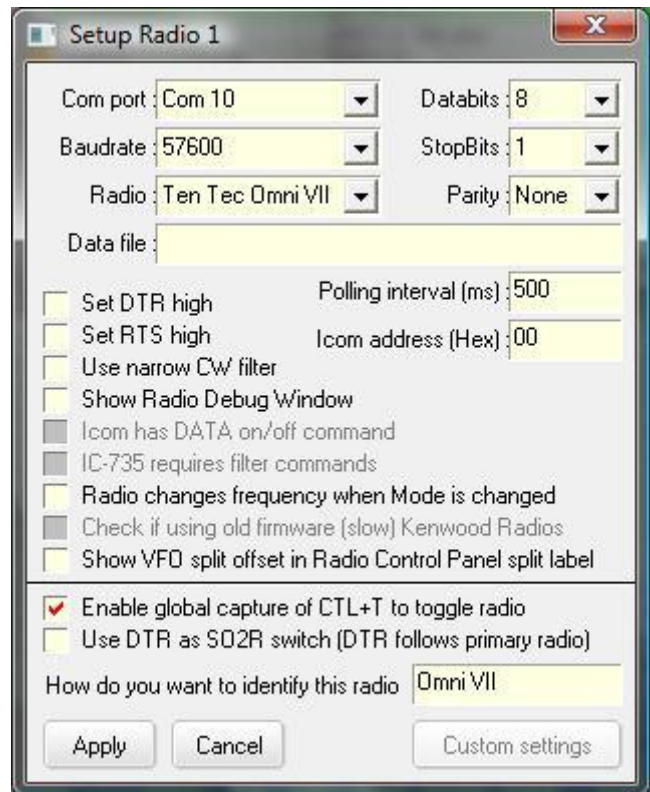 Setup Radio 1
Com port : Com 10 Databits : 8
Baudrate : 57600 StopBits : 1
Radio : Ten Tec Omni VII Parity : None
Data file :
Polling interval (ms) : 500
Set DTR high
Set RTS high
Icom address (Hex) : 00
Use narrow CW filter
Show Radio Debug Window
Icom has DATA on/off command
IC-735 requires filter commands
Radio changes frequency when Mode is changed
Check if using old firmware (slow) Kenwood Radios
Show VFO split offset in Radio Control Panel split label
Enable global capture of CTL+T to toggle radio
Use DTR as SO2R switch (DTR follows primary radio)
How do you want to identify this radio Omni VII
Apply Cancel Custom settings